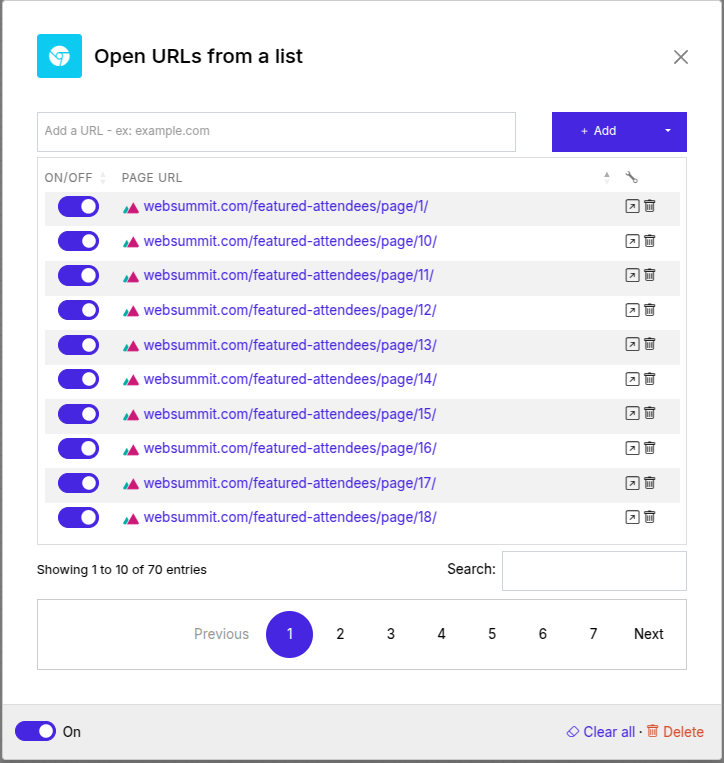 Open URLs from a list
Add a URL - ex: example.com
+ Add
ON/OFF PAGE URL
websummit.com/featured-attendees/page/1/
websummit.com/featured-attendees/page/10/
websummit.com/featured-attendees/page/11/
websummit.com/featured-attendees/page/12/
websummit.com/featured-attendees/page/13/
websummit.com/featured-attendees/page/14/
websummit.com/featured-attendees/page/15/
websummit.com/featured-attendees/page/16/
websummit.com/featured-attendees/page/17/
websummit.com/featured-attendees/page/18/
Showing 1 to 10 of 70 entries Search:
Previous 1 2 3 4 5 6 7 Next
On Clear all · Delete